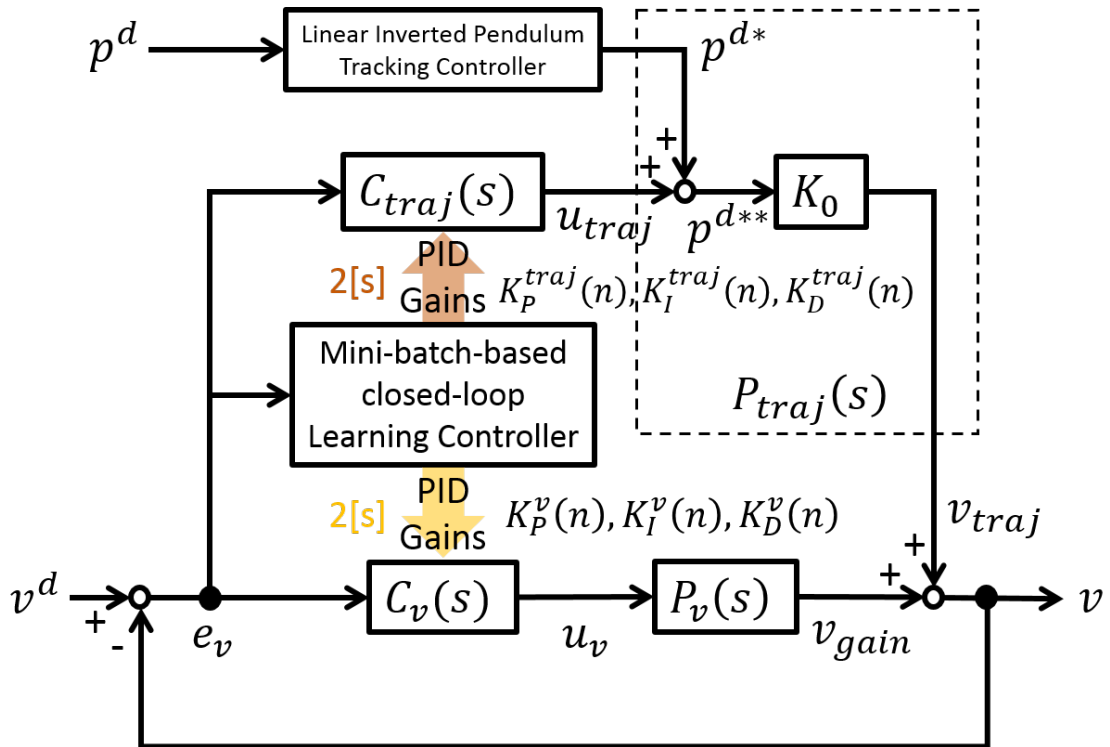 p^d
Linear Inverted Pendulum
Tracking Controller
p^{d*}
+
+
C_{traj}(s)
u_{traj}
p^{d**}
K_0
2[s]
PID
Gains
K_P^{traj}(n), K_I^{traj}(n), K_D^{traj}(n)
Mini-batch-based
closed-loop
Learning Controller
P_{traj}(s)
2[s]
PID
Gains
K_P^v(n), K_I^v(n), K_D^v(n)
v_{traj}
+
+
v^d
+
-
e_v
C_v(s)
u_v
P_v(s)
v_{gain}
v